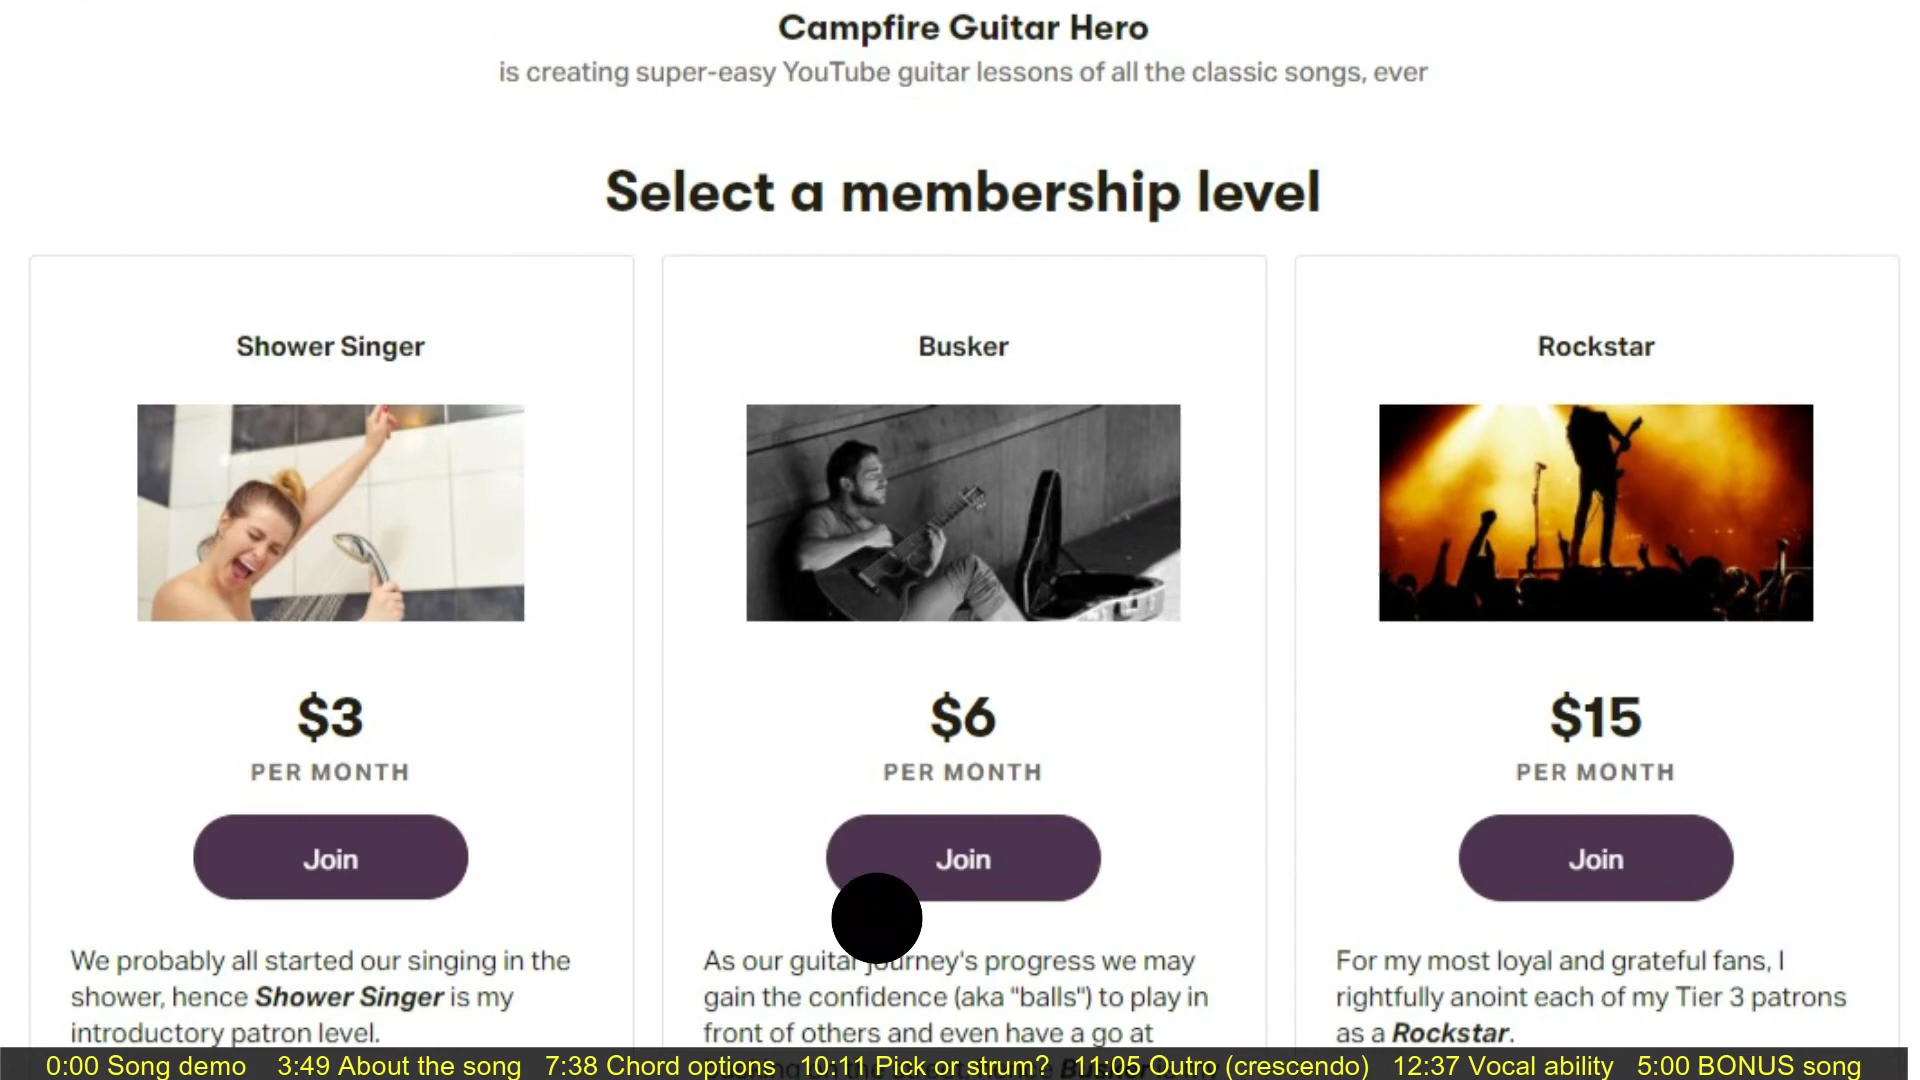 Campfire Guitar Hero
is creating super-easy YouTube guitar lessons of all the classic songs, ever
Select a membership level
Shower Singer
$3
PER MONTH
Join
We probably all started our singing in the
shower, hence Shower Singer is my
introductory patron level.
Busker
$6
PER MONTH
Join
As our guitar journey's progress we may
gain the confidence (aka "balls") to play in
front of others and even have a go at
Rockstar
$15
PER MONTH
Join
For my most loyal and grateful fans, I
rightfully anoint each of my Tier 3 patrons
as a Rockstar.
0:00 Song demo 3:49 About the song 7:38 Chord options 10:11 Pick or strum? 11:05 Outro (crescendo) 12:37 Vocal ability 5:00 BONUS song